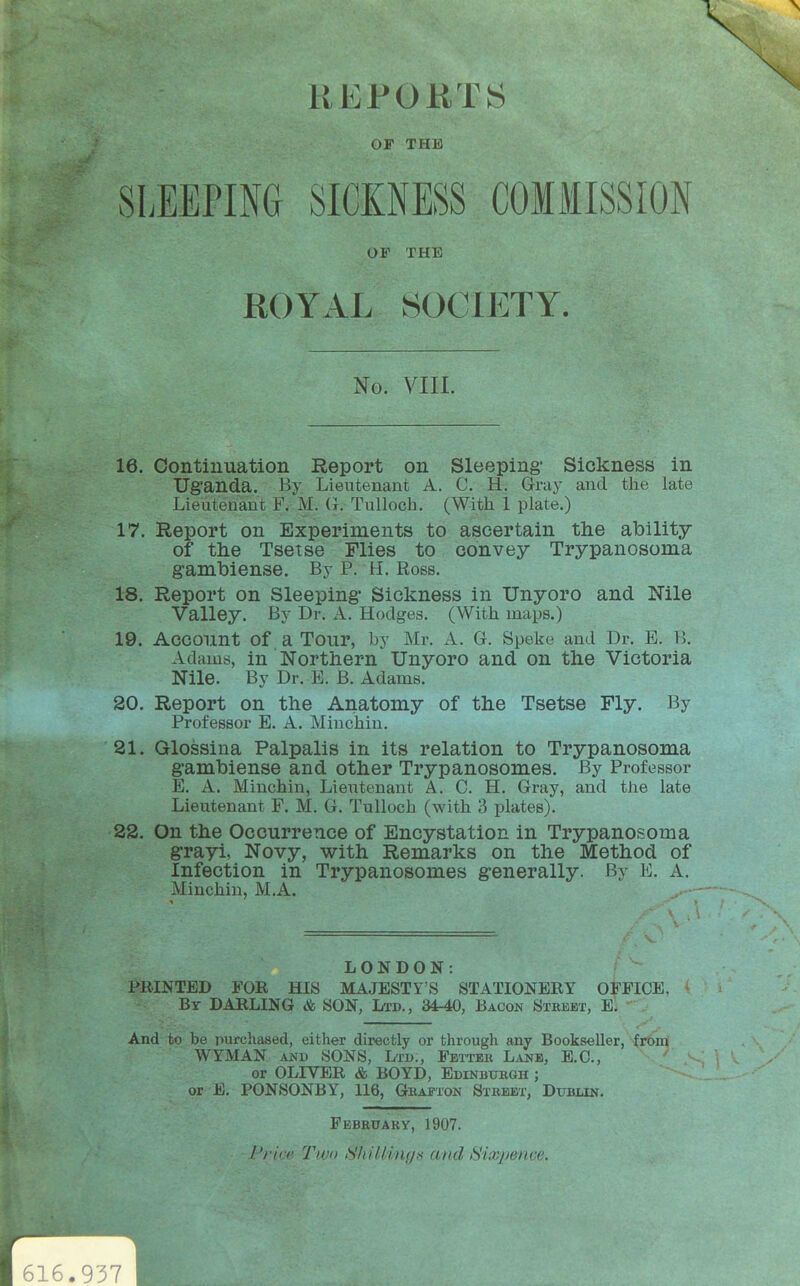 REPORTS
OF THE
SLEEPING SICKNESS COMMISSION
OF THE
ROYAL SOCIETY.
No. VIII.
16. Continuation Report on Sleeping Sickness in
Uganda. By Lieutenant A. C. H. Gray and the late
Lieutenant F. M. G. Tulloch. (With 1 plate.)
17. Report on Experiments to ascertain the ability
of the Tsetse Flies to convey Trypanosoma
gambiense. By P. H. Ross.
18. Report on Sleeping Sickness in Unyoro and Nile
Valley. By Dr. A. Hodges. (With maps.)
19. Account of a Tour, by Mr. A. G. Speke and Dr. E. B.
Adams, in Northern Unyoro and on the Victoria
Nile. By Dr. E. B. Adams.
20. Report on the Anatomy of the Tsetse Fly. By
Professor E. A. Minchin.
21. Glossina Palpalis in its relation to Trypanosoma
gambiense and other Trypanosomes. By Professor
E. A. Minchin, Lieutenant A. C. H. Gray, and the late
Lieutenant F. M. G. Tulloch (with 3 plates).
22. On the Occurrence of Encystation in Trypanosoma
grayi, Novy, with Remarks on the Method of
Infection in Trypanosomes generally. By E. A.
Minchin, M.A.
LONDON:
PRINTED FOR HIS MAJESTY'S STATIONERY OFFICE,
By DARLING & SON, Ltd., 34-40, Bacon Street, E.
And to be purchased, either directly or through any Bookseller, from
WYMAN AND SONS, Ltd., Fetter Lane, E.C.,
or OLIVER & BOYD, Edinburgh;
or E. PONSONBY, 116, Grafton Street, Dublin.
February, 1907.
Price Two Shillings and Sixpence.
616.937